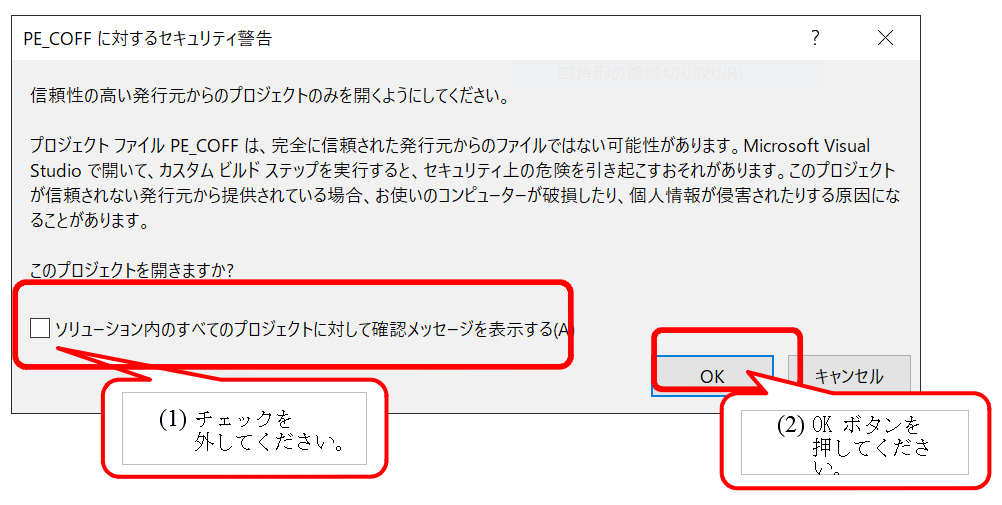 PE_COFF に対するセキュリティ警告
?
四角形の領域切り取り(R)
信頼性の高い発行元からのプロジェクトのみを開くようにしてください。
プロジェクト ファイル PE_COFF は、完全に信頼された発行元からのファイルではない可能性があります。Microsoft Visual
Studio で開いて、カスタム ビルド ステップを実行すると、セキュリティ上の危険を引き起こすおそれがあります。このプロジェクト
が信頼されない発行元から提供されている場合、お使いのコンピューターが破損したり、個人情報が侵害されたりする原因にな
ることがあります。
このプロジェクトを開きますか?
ソリューション内のすべてのプロジェクトに対して確認メッセージを表示する(A)
OK
キャンセル
(1) チェックを
外してください。
(2) OK ボタンを
押してくださ
い。